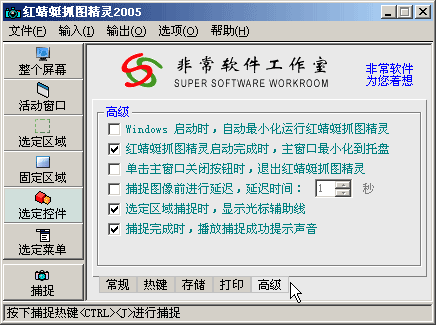 红蜻蜓抓图精灵2005
文件(F) 输入(I) 输出(O) 选项(O) 帮助(H)
整个屏幕
活动窗口
选定区域
固定区域
选定控件
选定菜单
捕捉
非常软件工作室
SUPER SOFTWARE WORKROOM
非常软件
为您着想
高级
Windows 启动时，自动最小化运行红蜻蜓抓图精灵
红蜻蜓抓图精灵启动完成时，主窗口最小化到托盘
单击主窗口关闭按钮时，退出红蜻蜓抓图精灵
捕捉图像前进行延迟，延迟时间： 1 秒
选定区域捕捉时，显示光标辅助线
捕捉完成时，播放捕捉成功提示声音
常规 热键 存储 打印 高级
按下捕捉热键<CTRL><T>进行捕捉